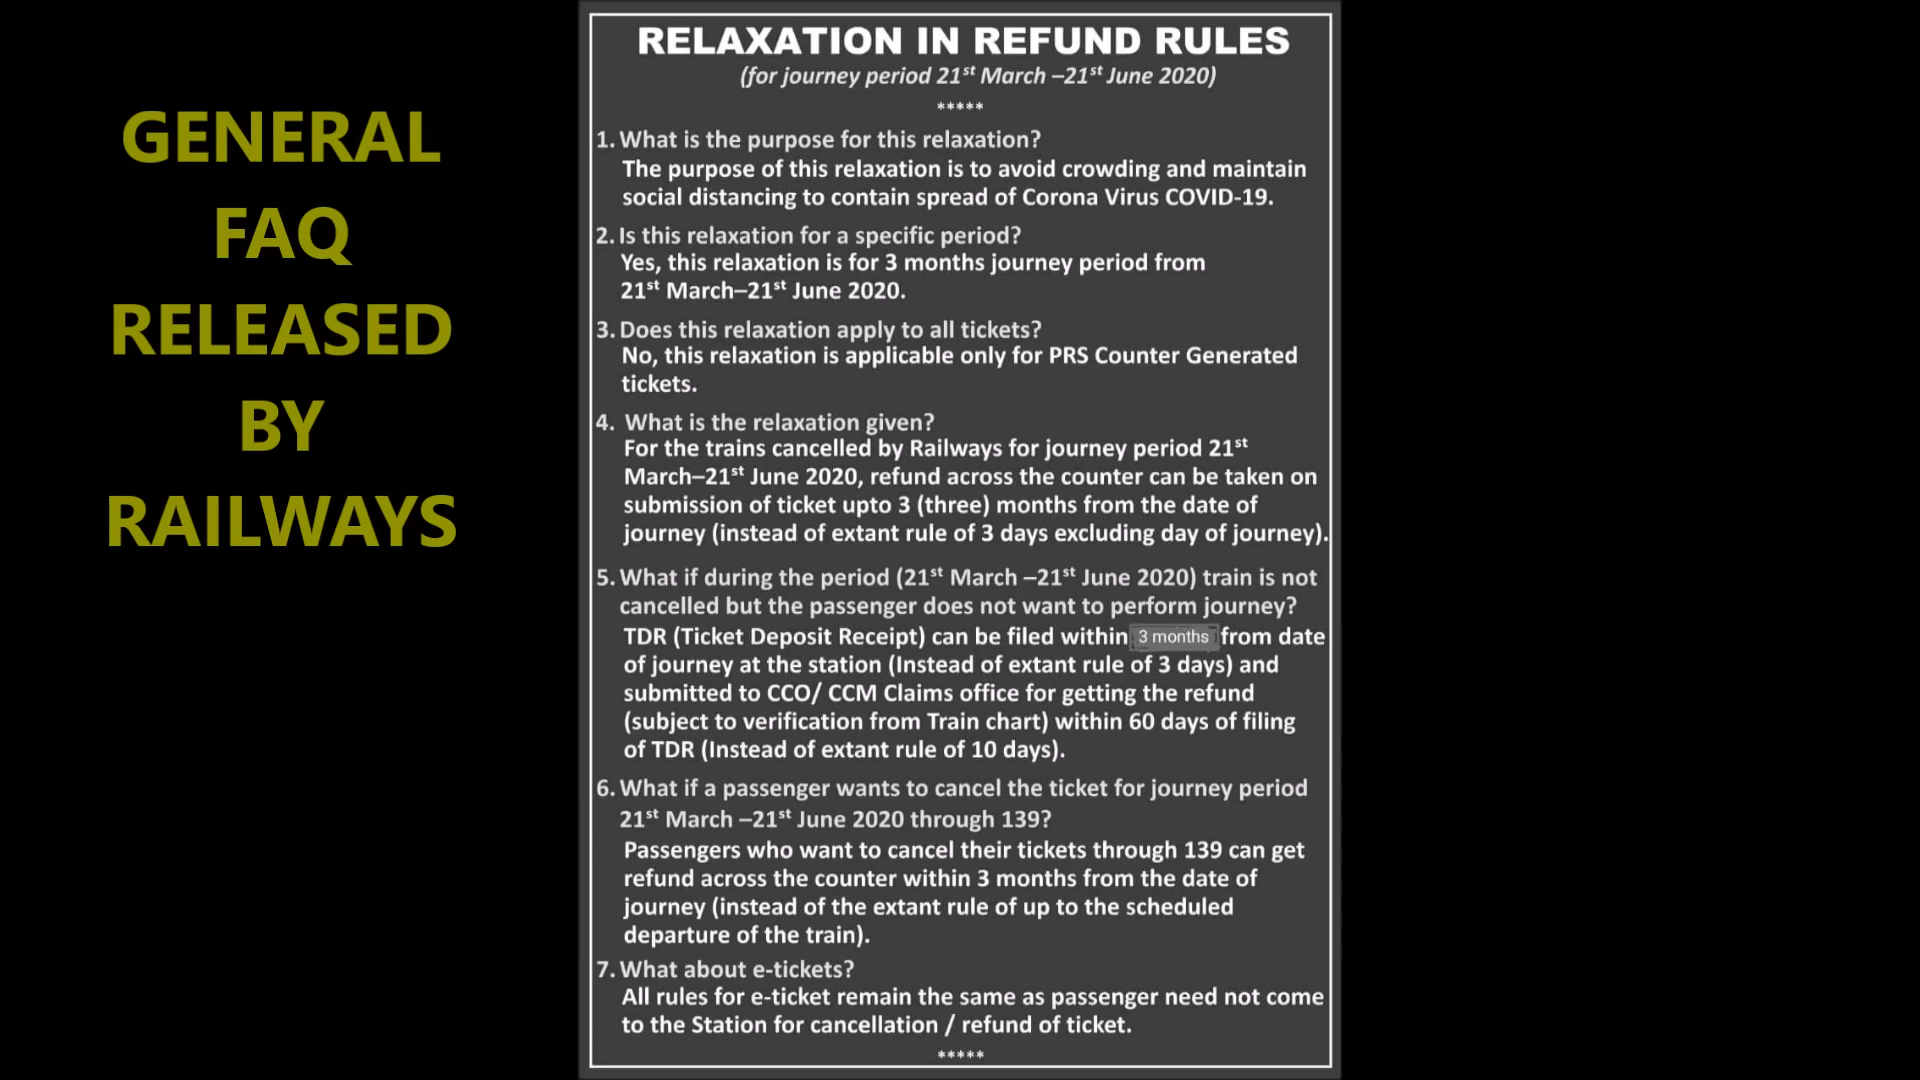 GENERAL
FAQ
RELEASED
BY
RAILWAYS
RELAXATION IN REFUND RULES
(for journey period 21st March –21st June 2020)
*****
1. What is the purpose for this relaxation?
The purpose of this relaxation is to avoid crowding and maintain
social distancing to contain spread of Corona Virus COVID-19.
2. Is this relaxation for a specific period?
Yes, this relaxation is for 3 months journey period from
21st March–21st June 2020.
3. Does this relaxation apply to all tickets?
No, this relaxation is applicable only for PRS Counter Generated
tickets.
4. What is the relaxation given?
For the trains cancelled by Railways for journey period 21st
March–21st June 2020, refund across the counter can be taken on
submission of ticket upto 3 (three) months from the date of
journey (instead of extant rule of 3 days excluding day of journey).
5. What if during the period (21st March –21st June 2020) train is not
cancelled but the passenger does not want to perform journey?
TDR (Ticket Deposit Receipt) can be filed within 3 months from date
of journey at the station (Instead of extant rule of 3 days) and
submitted to CCO/ CCM Claims office for getting the refund
(subject to verification from Train chart) within 60 days of filing
of TDR (Instead of extant rule of 10 days).
6. What if a passenger wants to cancel the ticket for journey period
21st March –21st June 2020 through 139?
Passengers who want to cancel their tickets through 139 can get
refund across the counter within 3 months from the date of
journey (instead of the extant rule of up to the scheduled
departure of the train).
7. What about e-tickets?
All rules for e-ticket remain the same as passenger need not come
to the Station for cancellation / refund of ticket.
*****